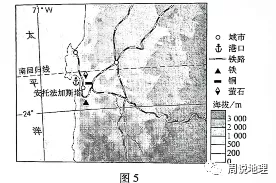 71°W
太
平
洋
南回归线
安托法加斯塔
24°
城市
港口
铁路
铁
铜
萤石
海拔/m
3 000
2 000
1 000
500
200
0
图 5
周说地理